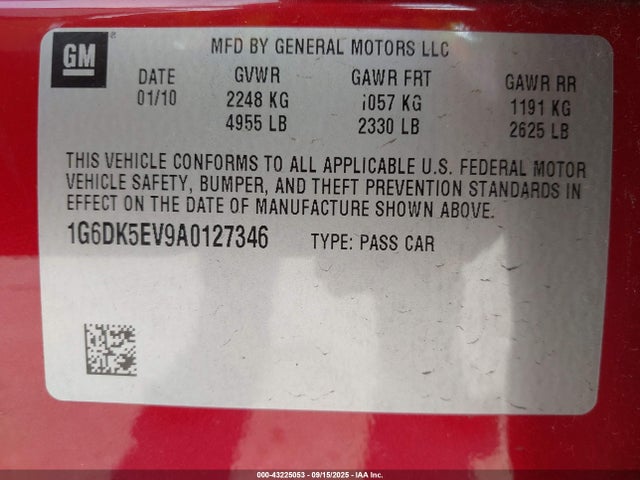 GM
MFD BY GENERAL MOTORS LLC
DATE GVWR GAWR FRT GAWR RR
01/10 2248 KG 1057 KG 1191 KG
4955 LB 2330 LB 2625 LB
THIS VEHICLE CONFORMS TO ALL APPLICABLE U.S. FEDERAL MOTOR
VEHICLE SAFETY, BUMPER, AND THEFT PREVENTION STANDARDS IN
EFFECT ON THE DATE OF MANUFACTURE SHOWN ABOVE.
1G6DK5EV9A0127346 TYPE: PASS CAR
000-43225053 - 09/15/2025 - IAA Inc.